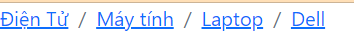 Điện Tử / Máy tính / Laptop / Dell